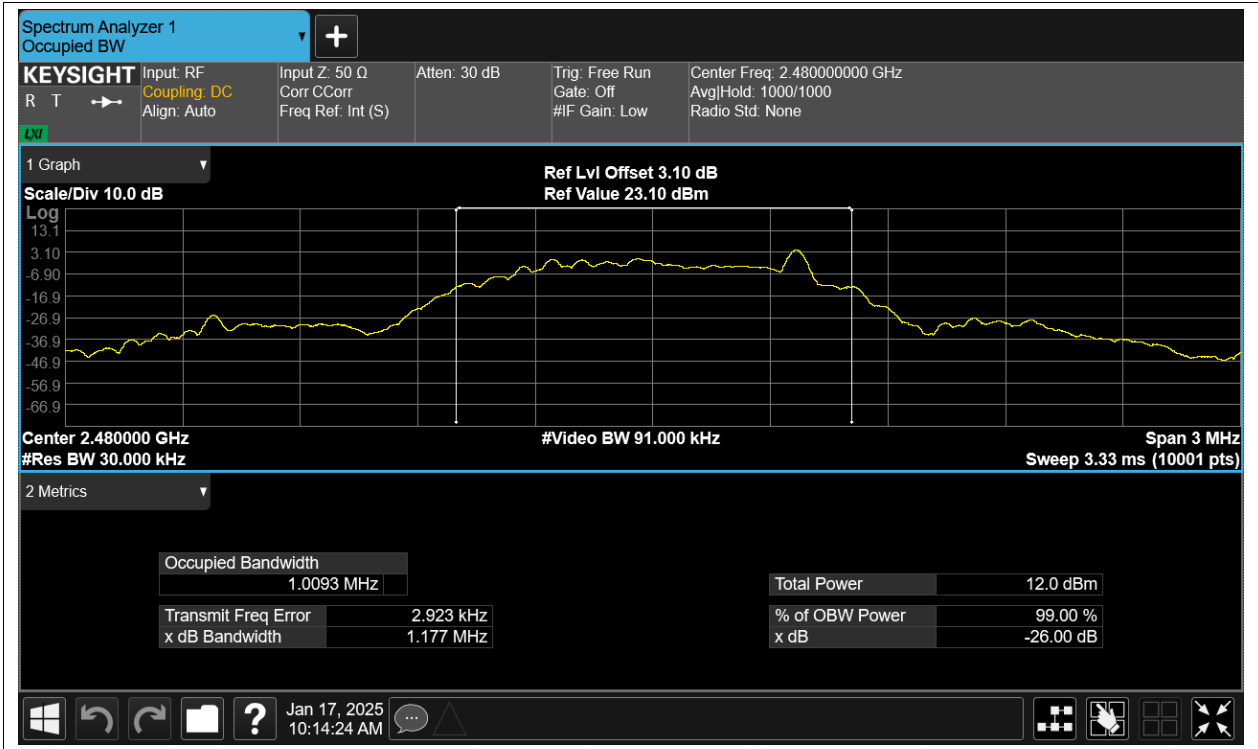 Spectrum Analyzer 1
Occupied BW
KEYSIGHT
R T
LXI
Input: RF
Coupling: DC
Align: Auto
Input Z: 50 Ω
Corr CCorr
Freq Ref: Int (S)
Atten: 30 dB
Trig: Free Run
Gate: Off
#IF Gain: Low
Center Freq: 2.480000000 GHz
Avg|Hold: 1000/1000
Radio Std: None
1 Graph
Scale/Div 10.0 dB
Ref Lvl Offset 3.10 dB
Ref Value 23.10 dBm
Log
13.1
3.10
-6.90
-16.9
-26.9
-36.9
-46.9
-56.9
-66.9
Center 2.480000 GHz
#Res BW 30.000 kHz
#Video BW 91.000 kHz
Span 3 MHz
Sweep 3.33 ms (10001 pts)
2 Metrics
Occupied Bandwidth
1.0093 MHz
Transmit Freq Error 2.923 kHz
x dB Bandwidth 1.177 MHz
Total Power 12.0 dBm
% of OBW Power 99.00 %
x dB -26.00 dB
?
Jan 17, 2025
10:14:24 AM